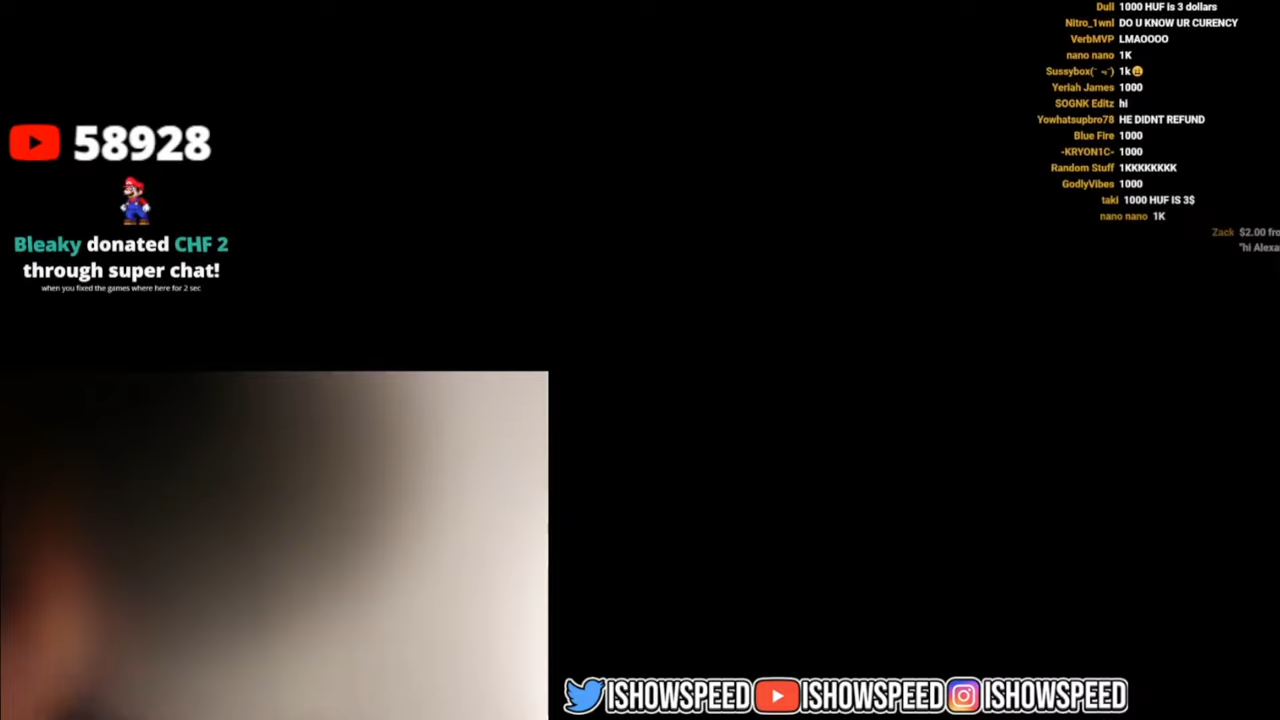 58928
Bleaky donated CHF 2
through super chat!
when you fixed the games where here for 2 sec
Dull 1000 HUF is 3 dollars
Nitro_1wnl DO U KNOW UR CURENCY
VerbMVP LMAOOOO
nano nano 1K
Sussybox(¯ ¬¯) 1k😩
Yeriah James 1000
SOGNK Editz hi
Yowhatsupbro78 HE DIDNT REFUND
Blue Fire 1000
-KRYON1C- 1000
Random Stuff 1KKKKKKKK
GodlyVibes 1000
taki 1000 HUF IS 3$
nano nano 1K
Zack $2.00 fro
"hi Alexa
ISHOWSPEED ISHOWSPEED ISHOWSPEED